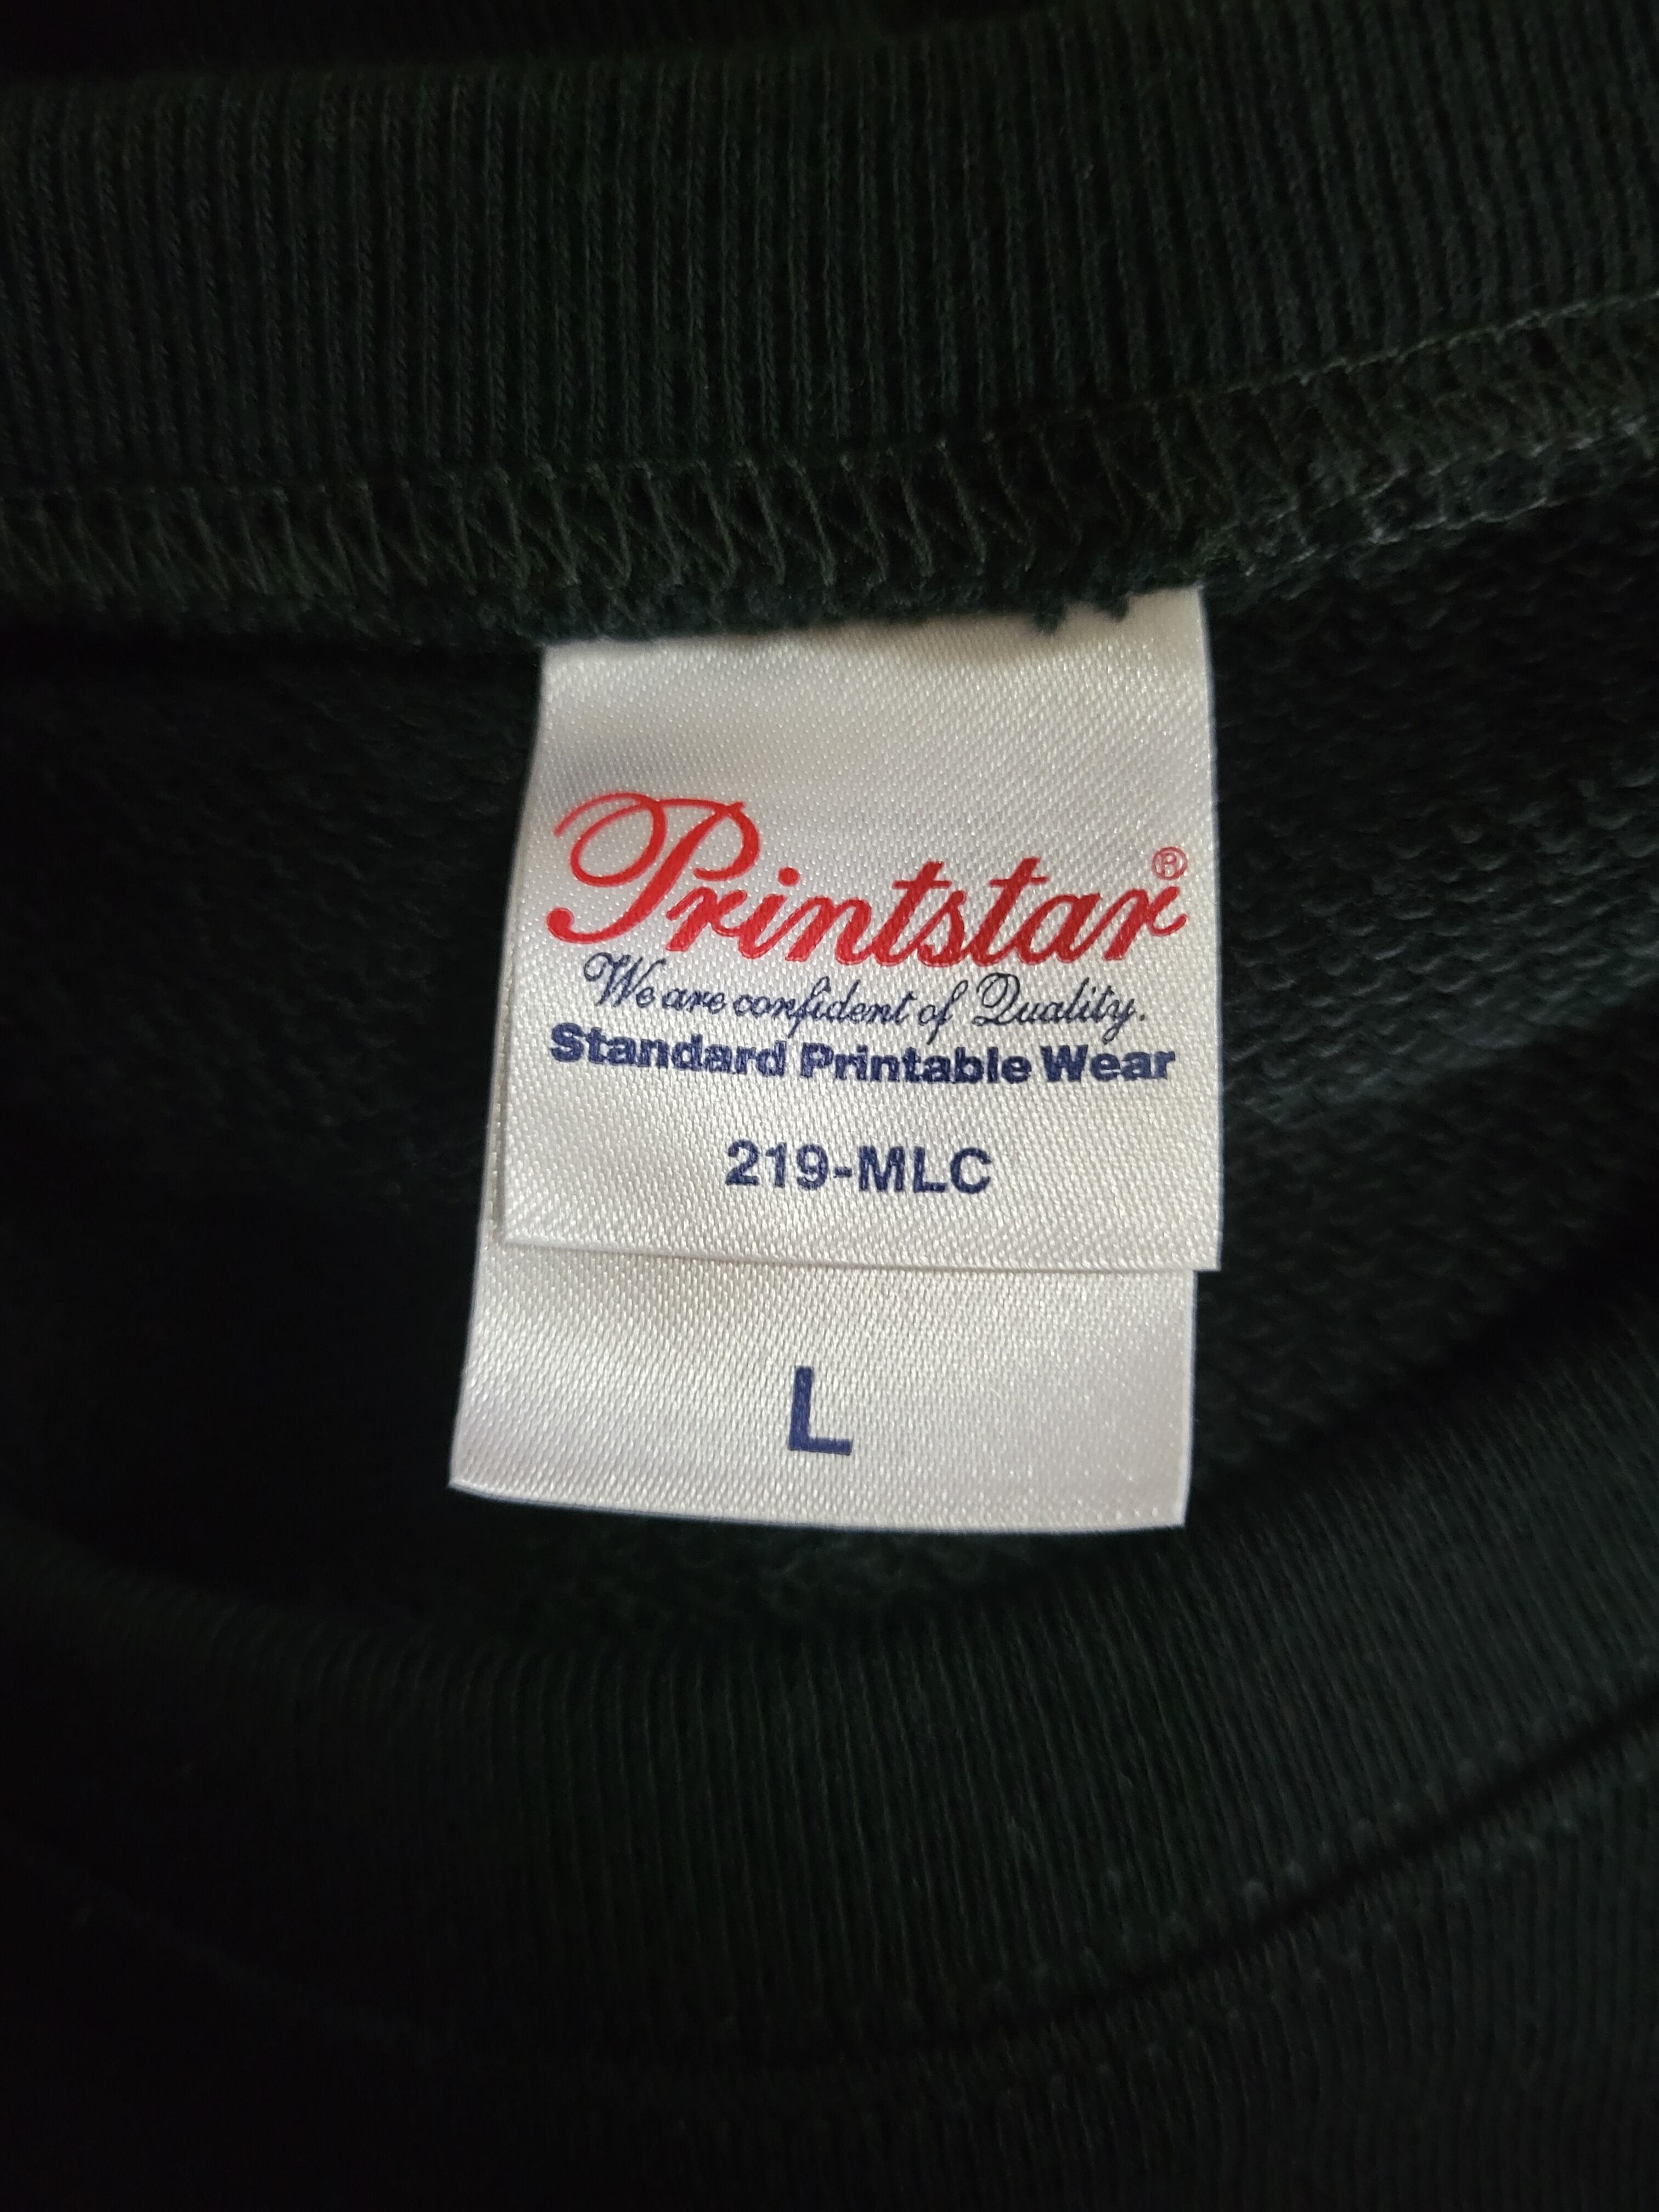 Printstar®
We are confident of Quality.
Standard Printable Wear
219-MLC
L